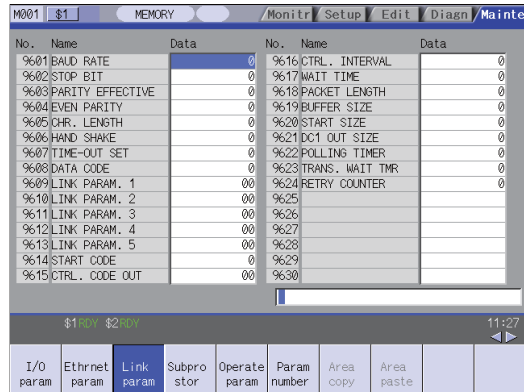 M001 $1 MEMORY Monitr Setup Edit Diagn Mainte
No. Name Data No. Name Data
9601 BAUD RATE 0 9616 CTRL. INTERVAL 0
9602 STOP BIT 0 9617 WAIT TIME 0
9603 PARITY EFFECTIVE 0 9618 PACKET LENGTH 0
9604 EVEN PARITY 0 9619 BUFFER SIZE 0
9605 CHR. LENGTH 0 9620 START SIZE 0
9606 HAND SHAKE 0 9621 DC1 OUT SIZE 0
9607 TIME-OUT SET 0 9622 POLLING TIMER 0
9608 DATA CODE 0 9623 TRANS. WAIT TMR 0
9609 LINK PARAM. 1 00 9624 RETRY COUNTER 0
9610 LINK PARAM. 2 00 9625
9611 LINK PARAM. 3 00 9626
9612 LINK PARAM. 4 00 9627
9613 LINK PARAM. 5 00 9628
9614 START CODE 0 9629
9615 CTRL. CODE OUT 00 9630
$1 RDY $2 RDY 11:27
I/O Ethrnet Link Subpro Operate Param Area Area
param param param stor param number copy paste